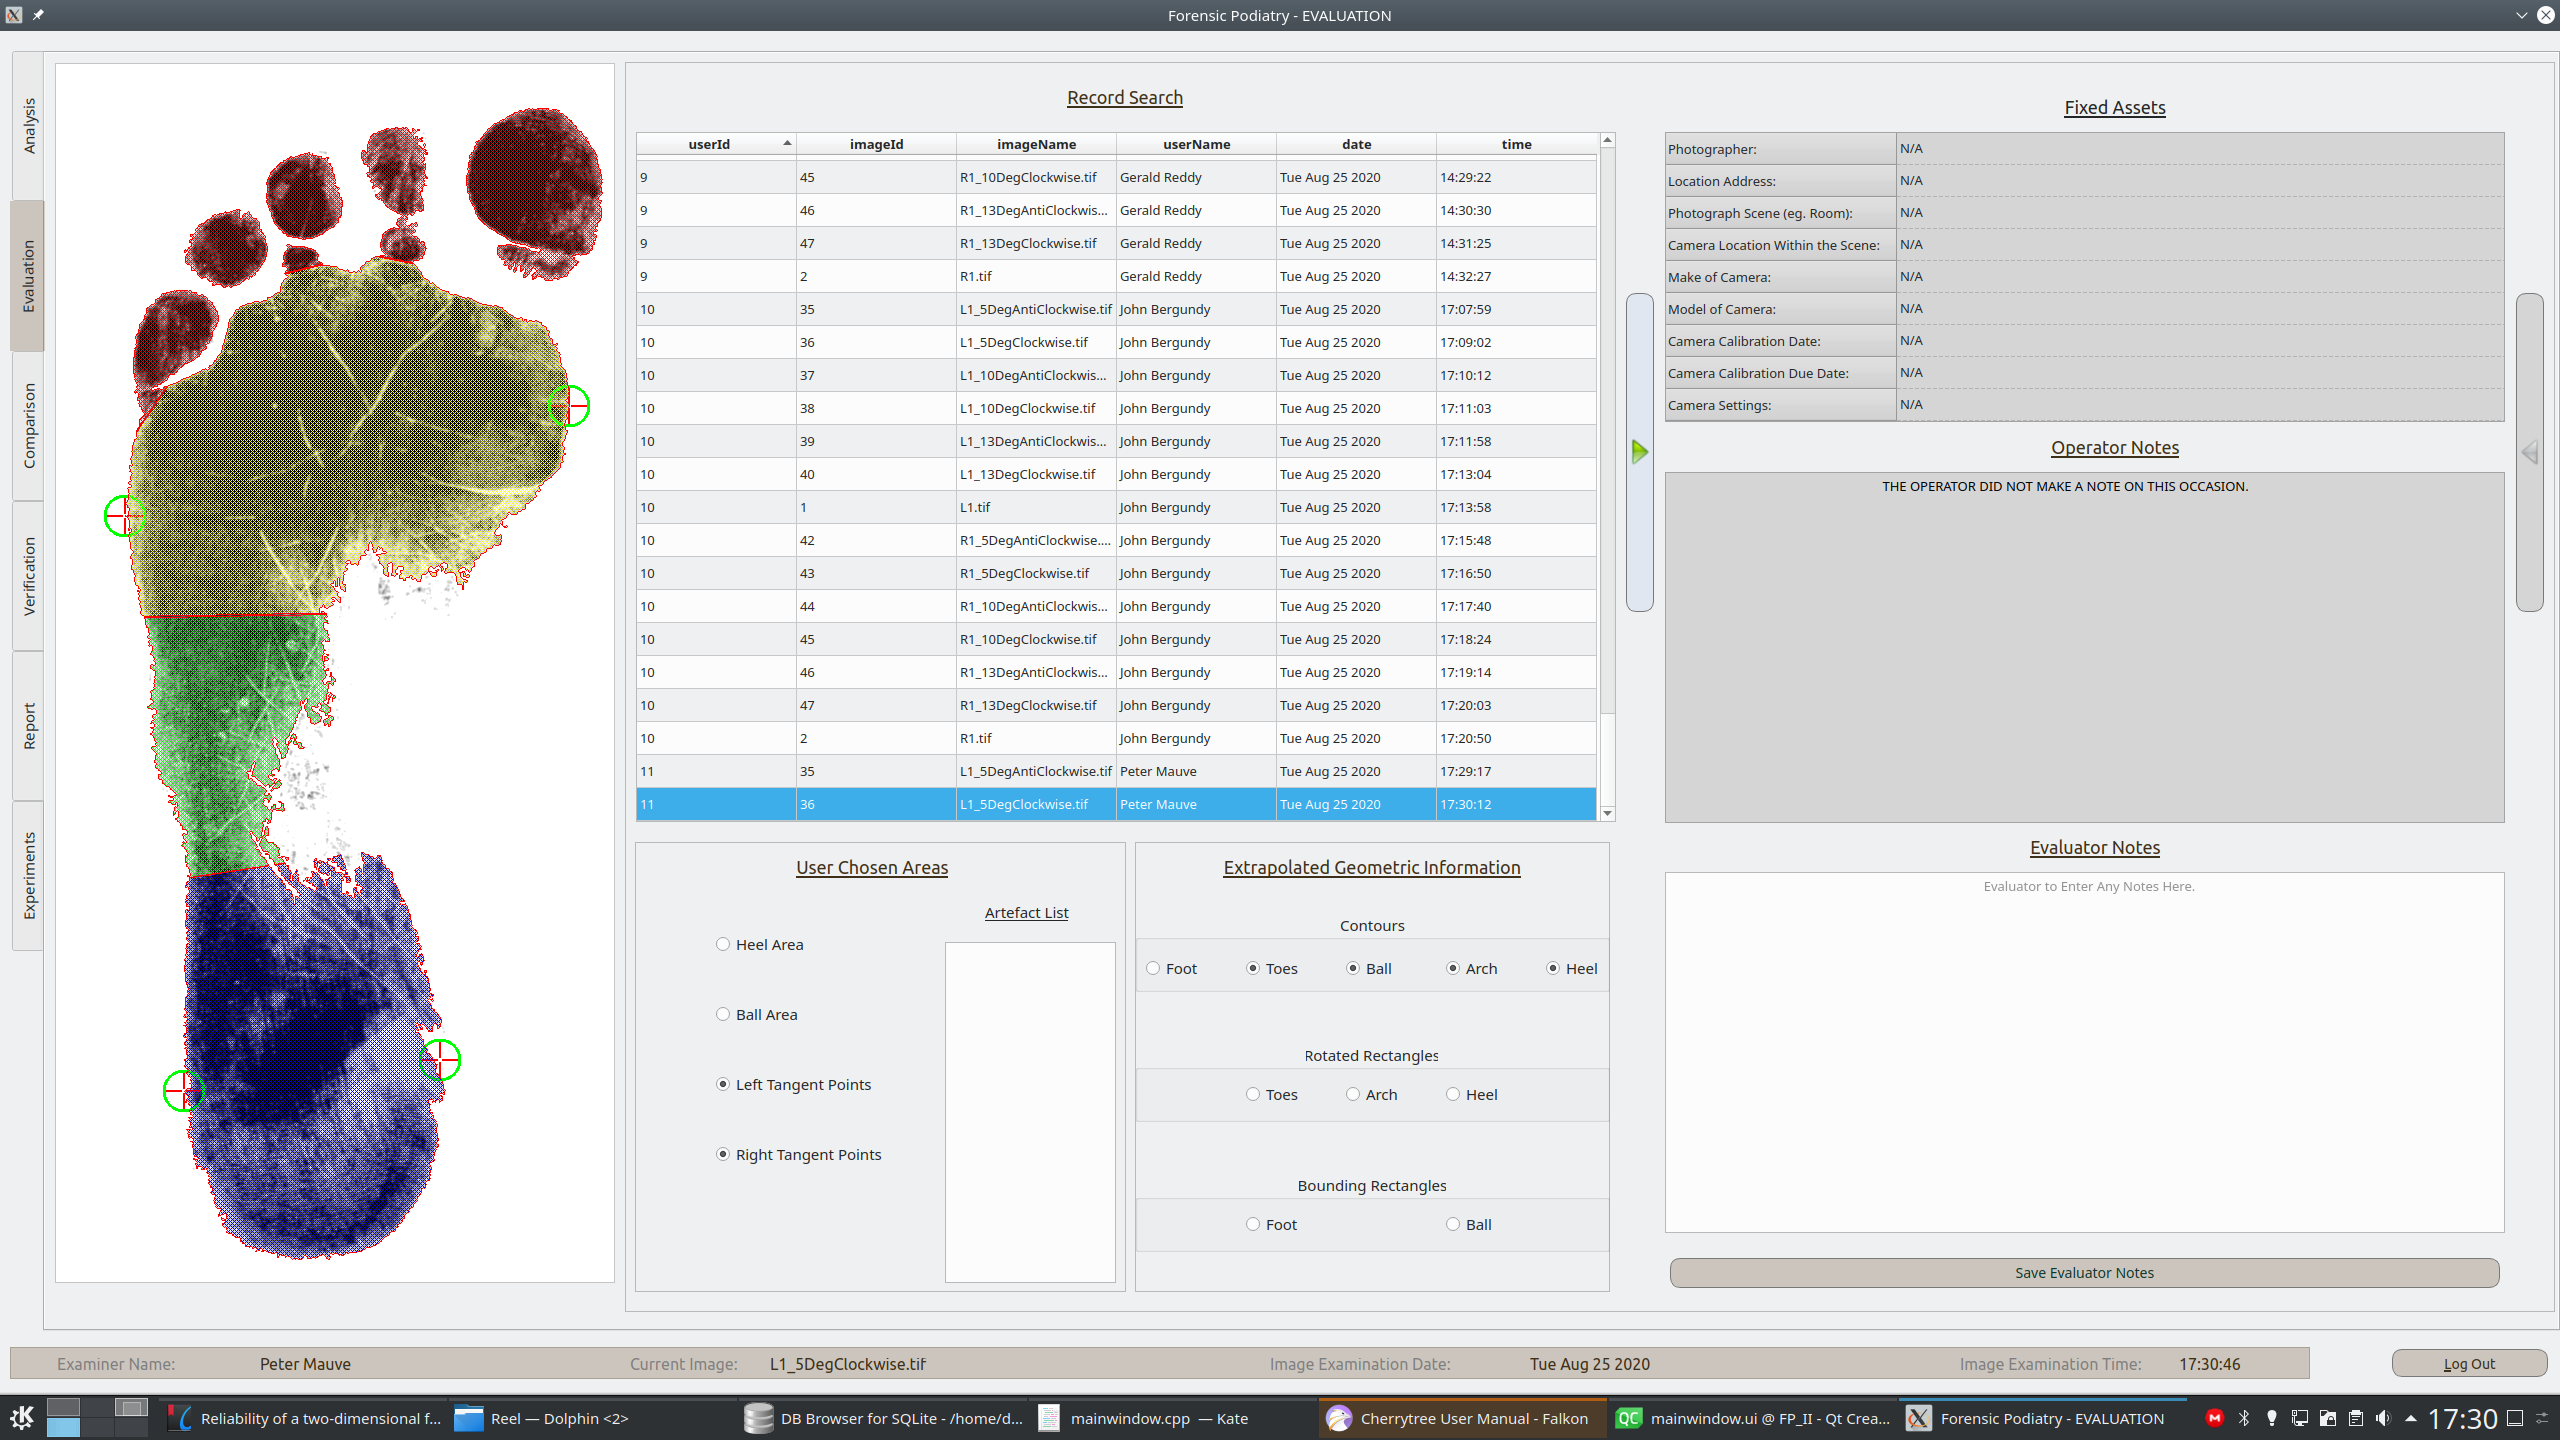 Forensic Podiatry - EVALUATION
Analysis
Evaluation
Comparison
Verification
Report
Experiments
Record Search
userId imageId imageName userName date time
9 45 R1_10DegClockwise.tif Gerald Reddy Tue Aug 25 2020 14:29:22
9 46 R1_13DegAntiClockwis... Gerald Reddy Tue Aug 25 2020 14:30:30
9 47 R1_13DegClockwise.tif Gerald Reddy Tue Aug 25 2020 14:31:25
9 2 R1.tif Gerald Reddy Tue Aug 25 2020 14:32:27
10 35 L1_5DegAntiClockwise.tif John Bergundy Tue Aug 25 2020 17:07:59
10 36 L1_5DegClockwise.tif John Bergundy Tue Aug 25 2020 17:09:02
10 37 L1_10DegAntiClockwis... John Bergundy Tue Aug 25 2020 17:10:12
10 38 L1_10DegClockwise.tif John Bergundy Tue Aug 25 2020 17:11:03
10 39 L1_13DegAntiClockwis... John Bergundy Tue Aug 25 2020 17:11:58
10 40 L1_13DegClockwise.tif John Bergundy Tue Aug 25 2020 17:13:04
10 1 L1.tif John Bergundy Tue Aug 25 2020 17:13:58
10 42 R1_5DegAntiClockwise.... John Bergundy Tue Aug 25 2020 17:15:48
10 43 R1_5DegClockwise.tif John Bergundy Tue Aug 25 2020 17:16:50
10 44 R1_10DegAntiClockwis... John Bergundy Tue Aug 25 2020 17:17:40
10 45 R1_10DegClockwise.tif John Bergundy Tue Aug 25 2020 17:18:24
10 46 R1_13DegAntiClockwis... John Bergundy Tue Aug 25 2020 17:19:14
10 47 R1_13DegClockwise.tif John Bergundy Tue Aug 25 2020 17:20:03
10 2 R1.tif John Bergundy Tue Aug 25 2020 17:20:50
11 35 L1_5DegAntiClockwise.tif Peter Mauve Tue Aug 25 2020 17:29:17
11 36 L1_5DegClockwise.tif Peter Mauve Tue Aug 25 2020 17:30:12
User Chosen Areas
Artefact List
Heel Area
Ball Area
Left Tangent Points
Right Tangent Points
Extrapolated Geometric Information
Contours
Foot Toes Ball Arch Heel
Rotated Rectangles
Toes Arch Heel
Bounding Rectangles
Foot Ball
Fixed Assets
Photographer: N/A
Location Address: N/A
Photograph Scene (eg. Room): N/A
Camera Location Within the Scene: N/A
Make of Camera: N/A
Model of Camera: N/A
Camera Calibration Date: N/A
Camera Calibration Due Date: N/A
Camera Settings: N/A
Operator Notes
THE OPERATOR DID NOT MAKE A NOTE ON THIS OCCASION.
Evaluator Notes
Evaluator to Enter Any Notes Here.
Save Evaluator Notes
Examiner Name: Peter Mauve Current Image: L1_5DegClockwise.tif Image Examination Date: Tue Aug 25 2020 Image Examination Time: 17:30:46
Log Out
Reliability of a two-dimensional f... Reel — Dolphin <2> DB Browser for SQLite - /home/d... mainwindow.cpp — Kate Cherrytree User Manual - Falkon QC mainwindow.ui @ FP_II - Qt Crea... Forensic Podiatry - EVALUATION 17:30